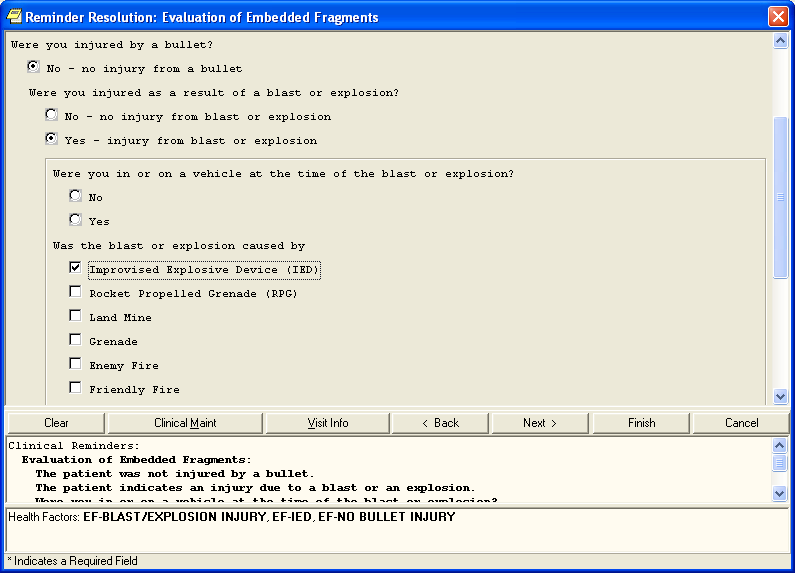 Reminder Resolution: Evaluation of Embedded Fragments
Were you injured by a bullet?
No - no injury from a bullet
Were you injured as a result of a blast or explosion?
No - no injury from blast or explosion
Yes - injury from blast or explosion
Were you in or on a vehicle at the time of the blast or explosion?
No
Yes
Was the blast or explosion caused by
Improvised Explosive Device (IED)
Rocket Propelled Grenade (RPG)
Land Mine
Grenade
Enemy Fire
Friendly Fire
Clear Clinical Maint Visit Info < Back Next > Finish Cancel
Clinical Reminders:
Evaluation of Embedded Fragments:
The patient was not injured by a bullet.
The patient indicates an injury due to a blast or an explosion.
Were you in or on a vehicle at the time of the blast or explosion?
Health Factors: EF-BLAST/EXPLOSION INJURY, EF-IED, EF-NO BULLET INJURY
* Indicates a Required Field